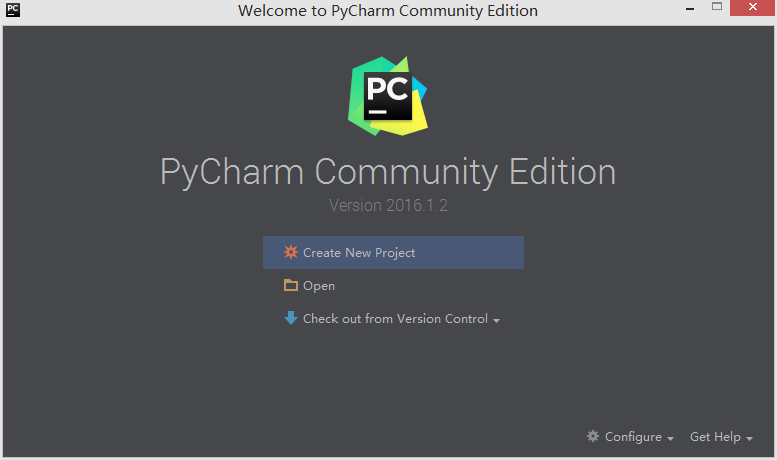 PC
Welcome to PyCharm Community Edition
PC
PyCharm Community Edition
Version 2016.1.2
Create New Project
Open
Check out from Version Control
Configure
Get Help